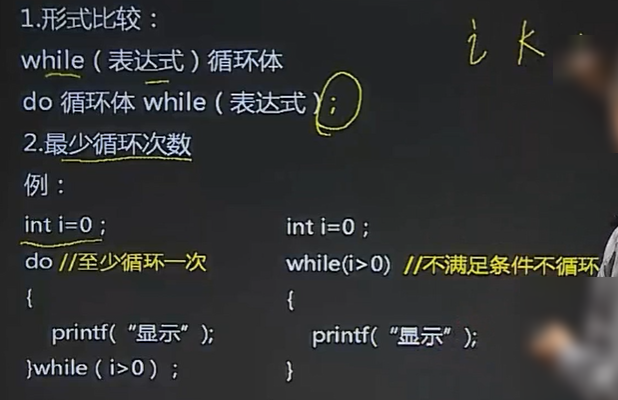 1.形式比较：
while（表达式）循环体
do 循环体 while（表达式）；
i k
2.最少循环次数
例：
int i=0；
do //至少循环一次
{
printf(“显示”);
}while（i>0）；
int i=0；
while(i>0) //不满足条件不循环
{
printf(“显示”);
}